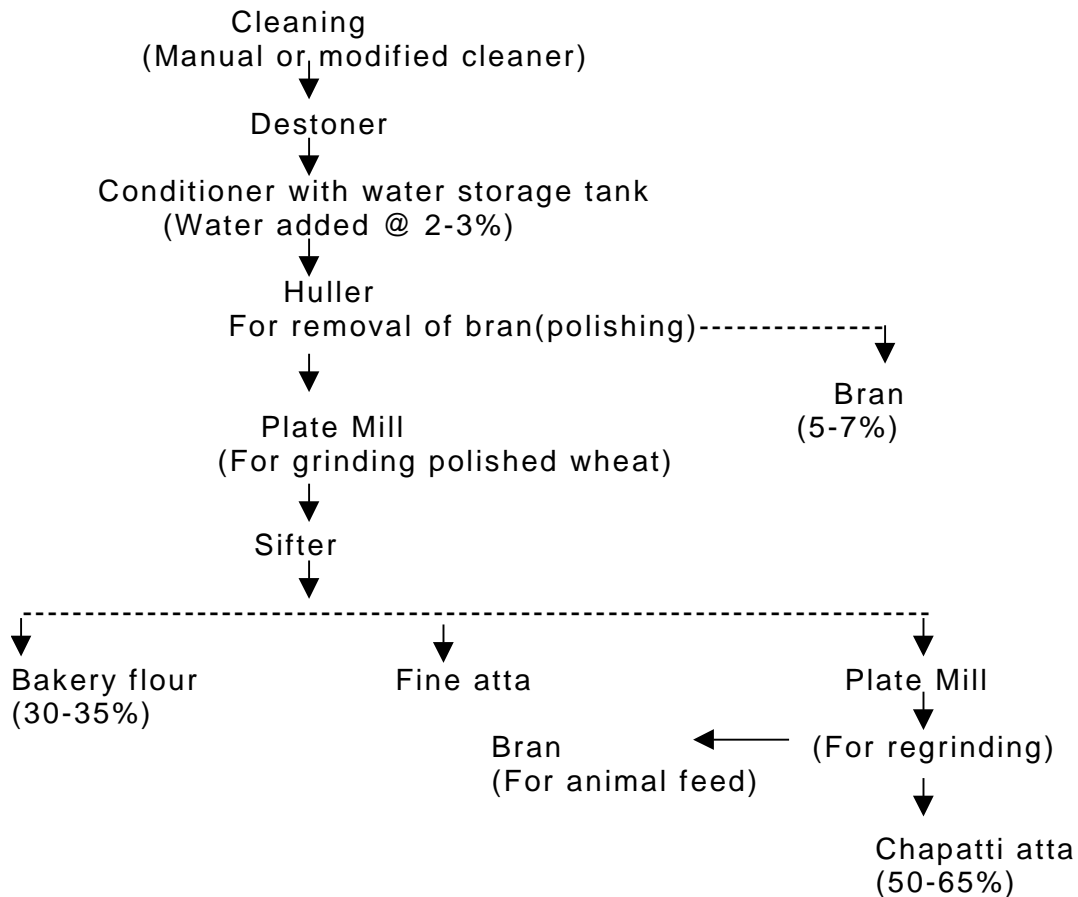 Cleaning
(Manual or modified cleaner)
Destoner
Conditioner with water storage tank
(Water added @ 2-3%)
Huller
For removal of bran(polishing)
Bran
(5-7%)
Plate Mill
(For grinding polished wheat)
Sifter
Bakery flour
(30-35%)
Fine atta
Plate Mill
(For regrinding)
Bran
(For animal feed)
Chapatti atta
(50-65%)